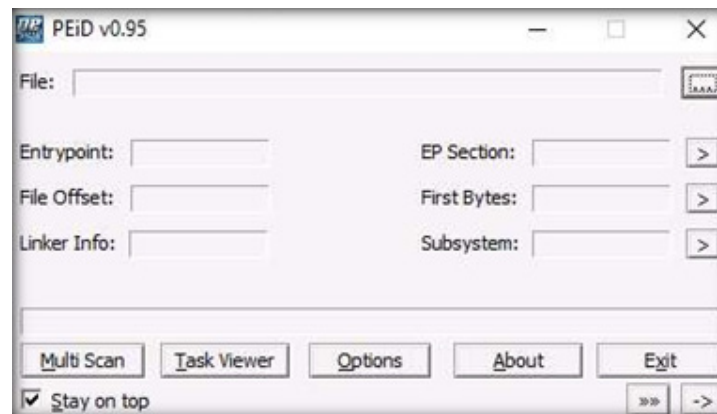 PEiD v0.95
File: ...
Entrypoint: EP Section: >
File Offset: First Bytes: >
Linker Info: Subsystem: >
Multi Scan Task Viewer Options About Exit
Stay on top »» ->